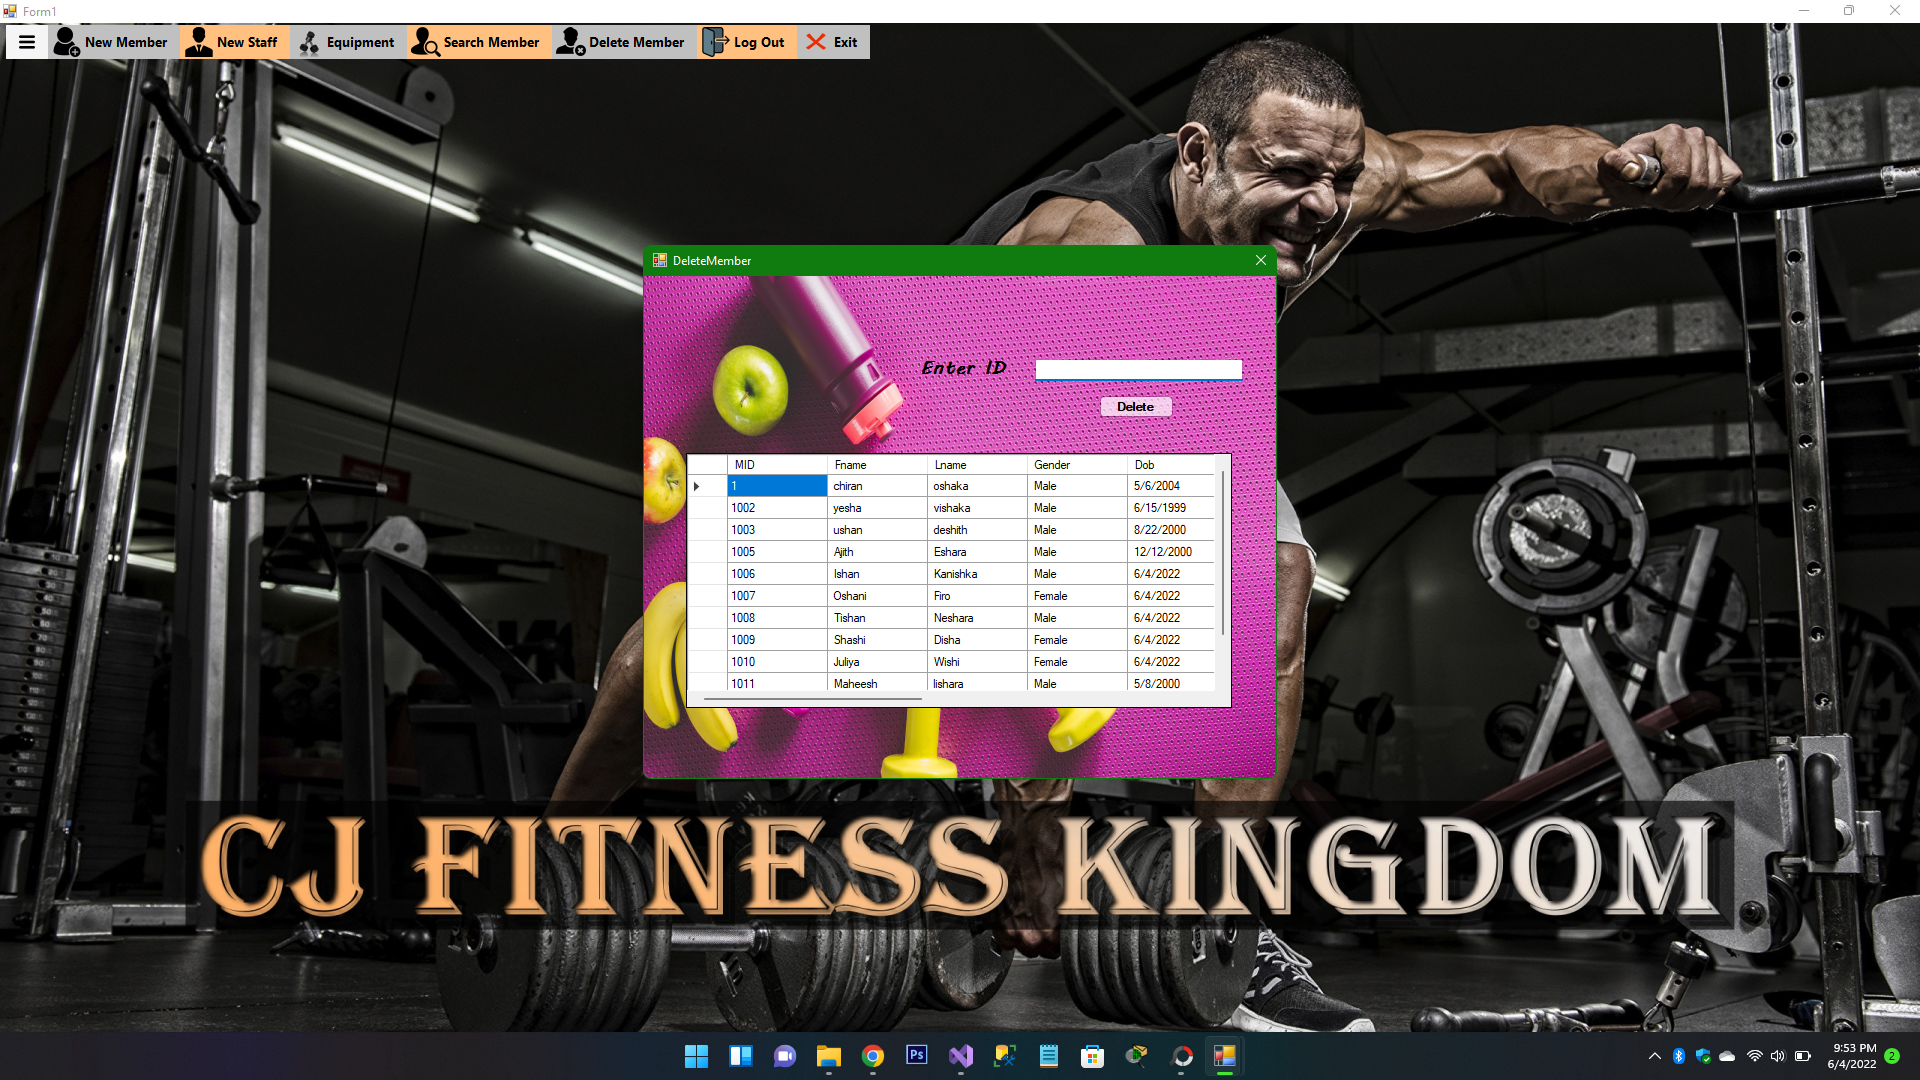 Form1
New Member New Staff Equipment Search Member Delete Member Log Out Exit
DeleteMember
Enter ID
Delete
MID Fname Lname Gender Dob
1 chiran oshaka Male 5/6/2004
1002 yesha vishaka Male 6/15/1999
1003 ushan deshith Male 8/22/2000
1005 Ajith Eshara Male 12/12/2000
1006 Ishan Kanishka Male 6/4/2022
1007 Oshani Firo Female 6/4/2022
1008 Tishan Neshara Male 6/4/2022
1009 Shashi Disha Female 6/4/2022
1010 Juliya Wishi Female 6/4/2022
1011 Maheesh lishara Male 5/8/2000
CJ FITNESS KINGDOM
Ps
9:53 PM
6/4/2022
2